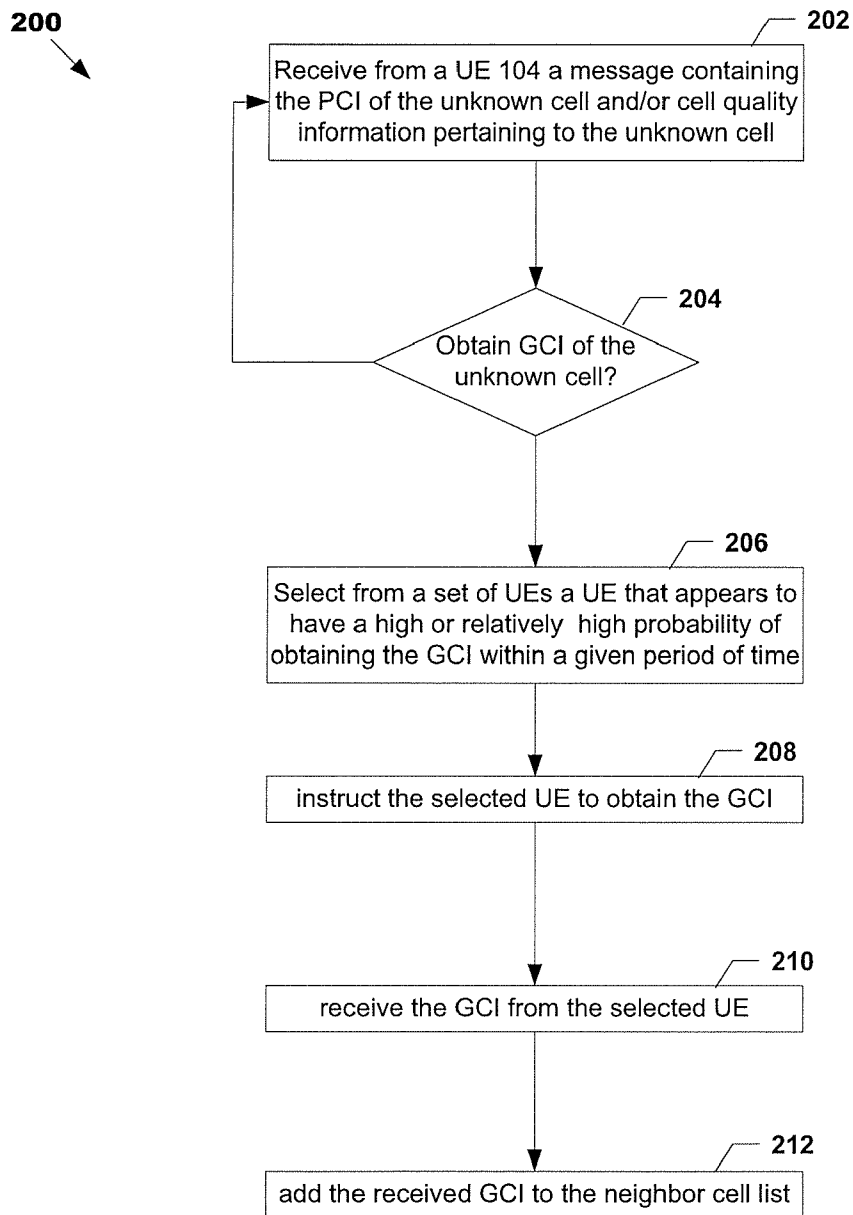 200
202
Receive from a UE 104 a message containing
the PCI of the unknown cell and/or cell quality
information pertaining to the unknown cell
204
Obtain GCI of the
unknown cell?
206
Select from a set of UEs a UE that appears to
have a high or relatively high probability of
obtaining the GCI within a given period of time
208
instruct the selected UE to obtain the GCI
210
receive the GCI from the selected UE
212
add the received GCI to the neighbor cell list